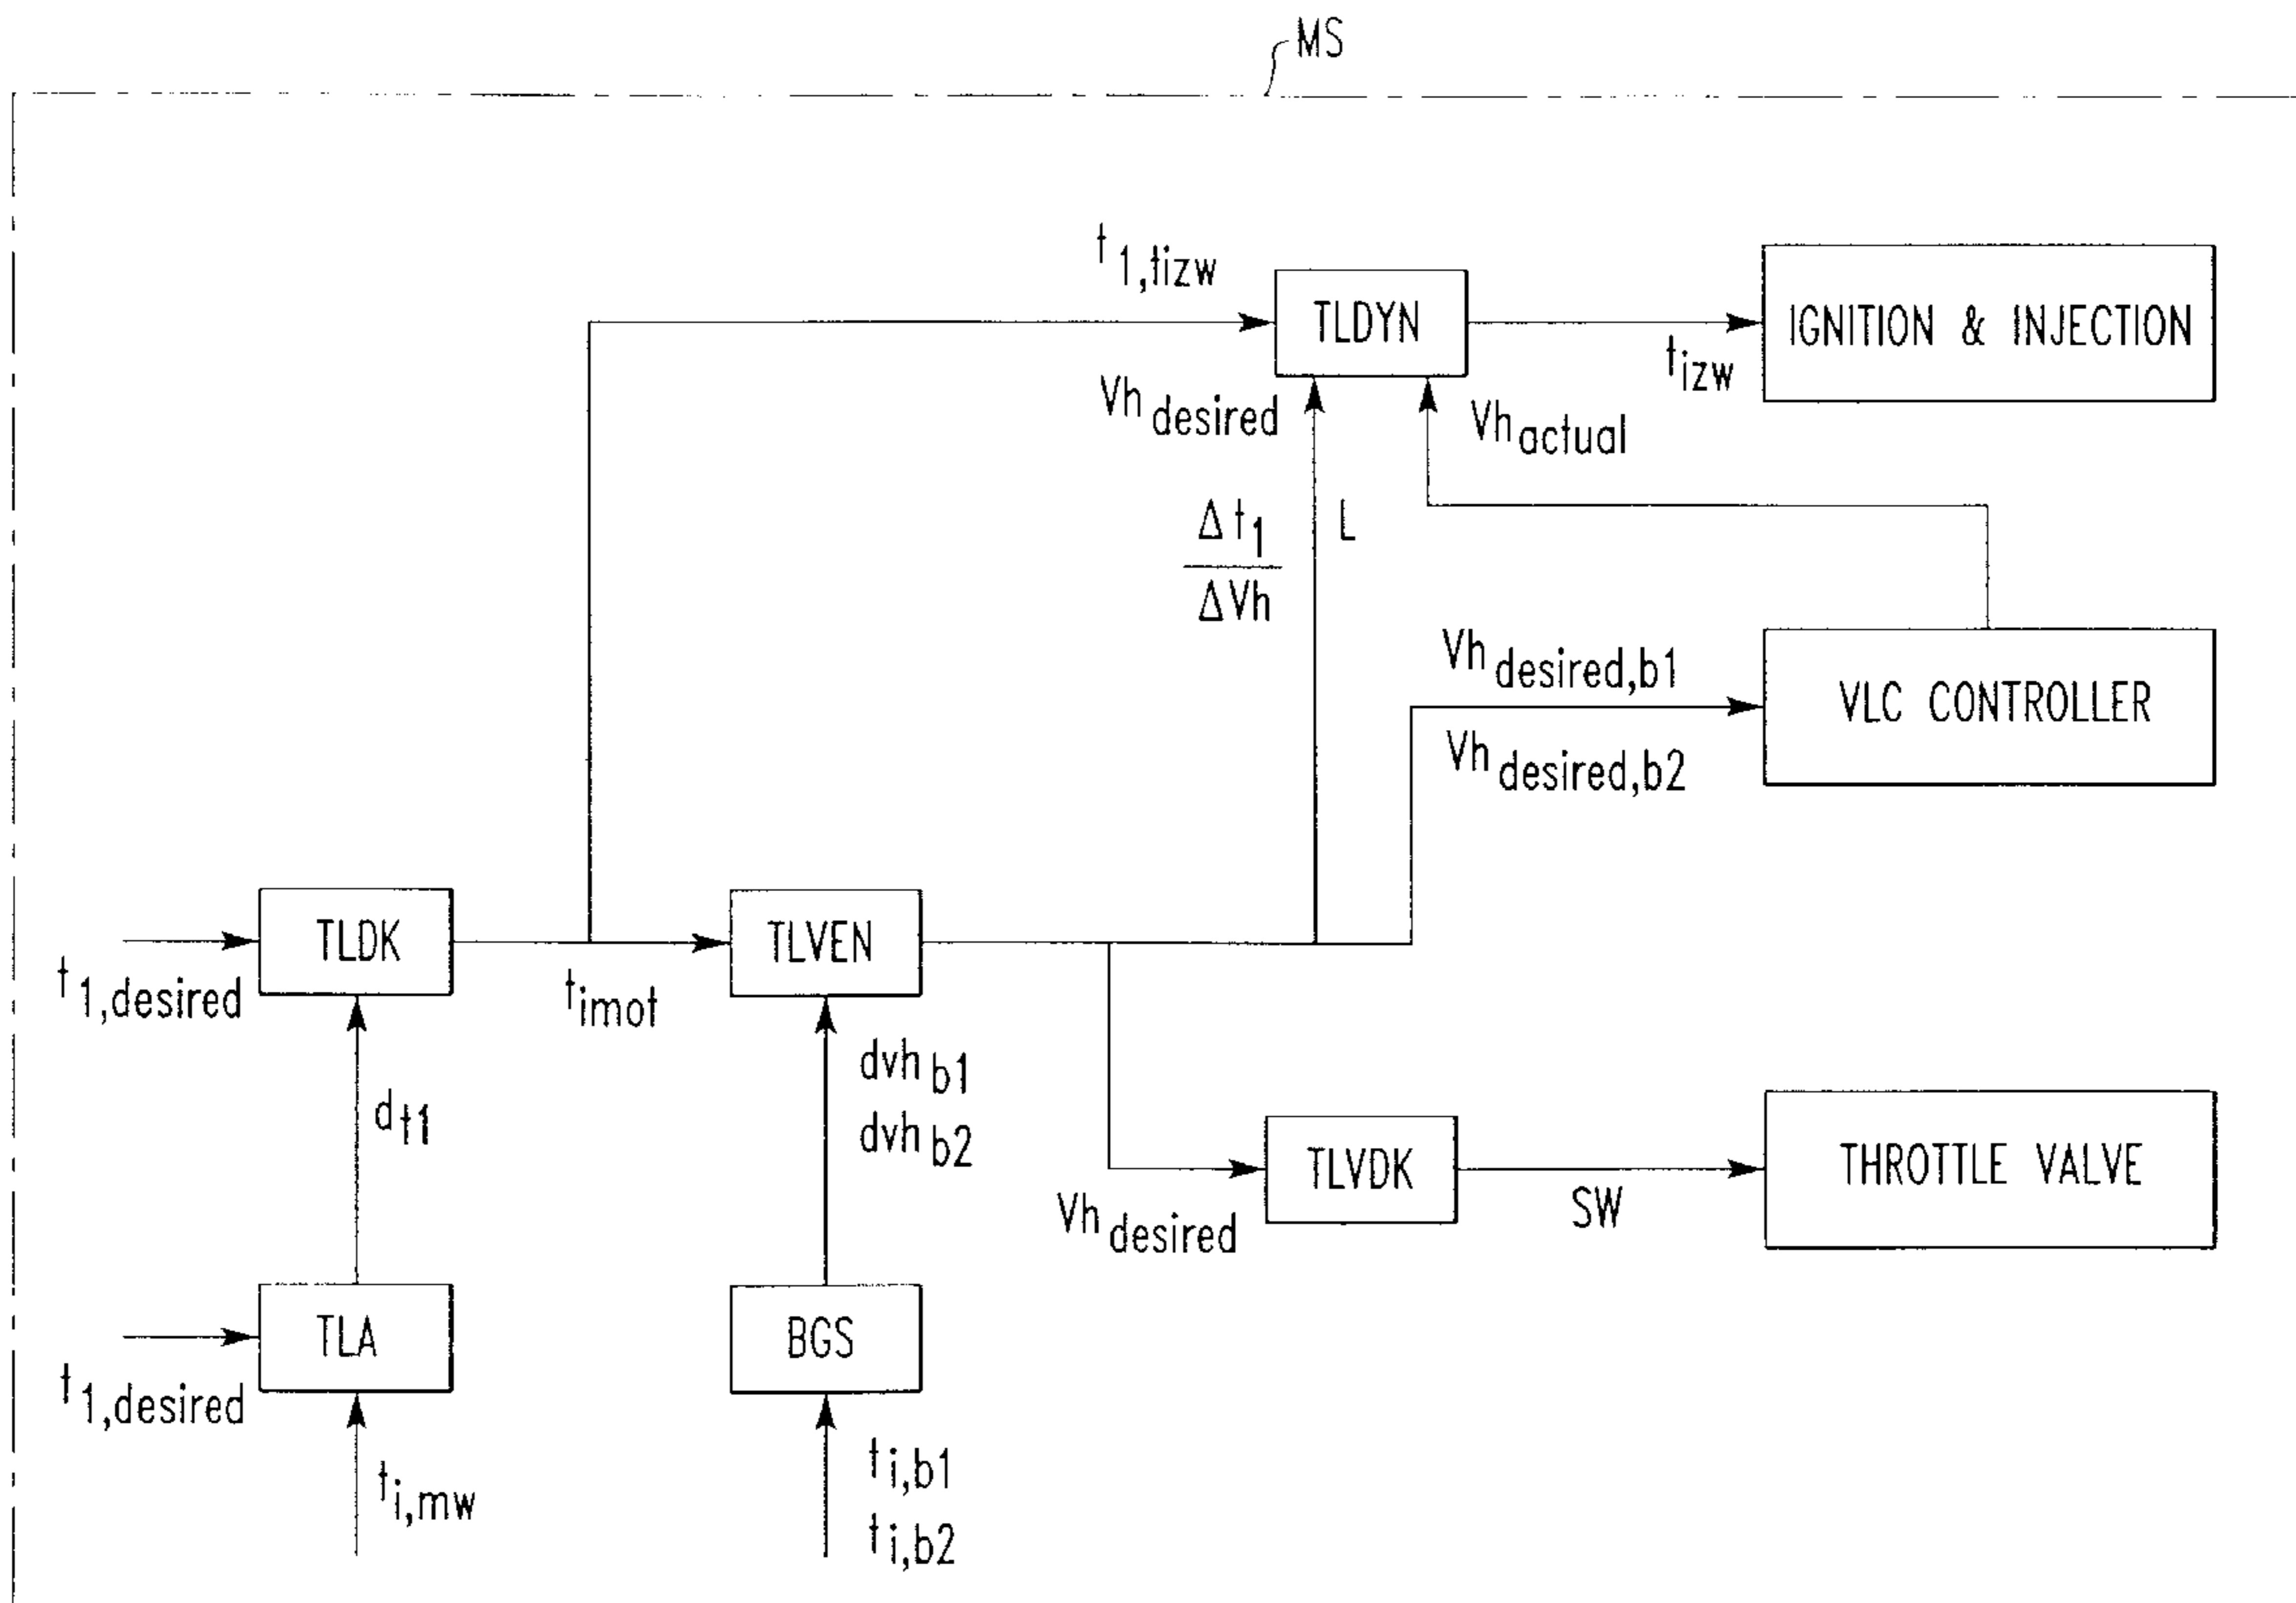 MS
t1,tizw
TLDYN
IGNITION & INJECTION
tizw
Vhdesired
Vhactual
Δt1
ΔVh
L
Vhdesired,b1
VLC CONTROLLER
Vhdesired,b2
TLDK
TLVEN
t1,desired
timot
dvhb1
dvhb2
dt1
TLVDK
THROTTLE VALVE
Vhdesired
SW
TLA
BGS
t1,desired
ti,mw
ti,b1
ti,b2